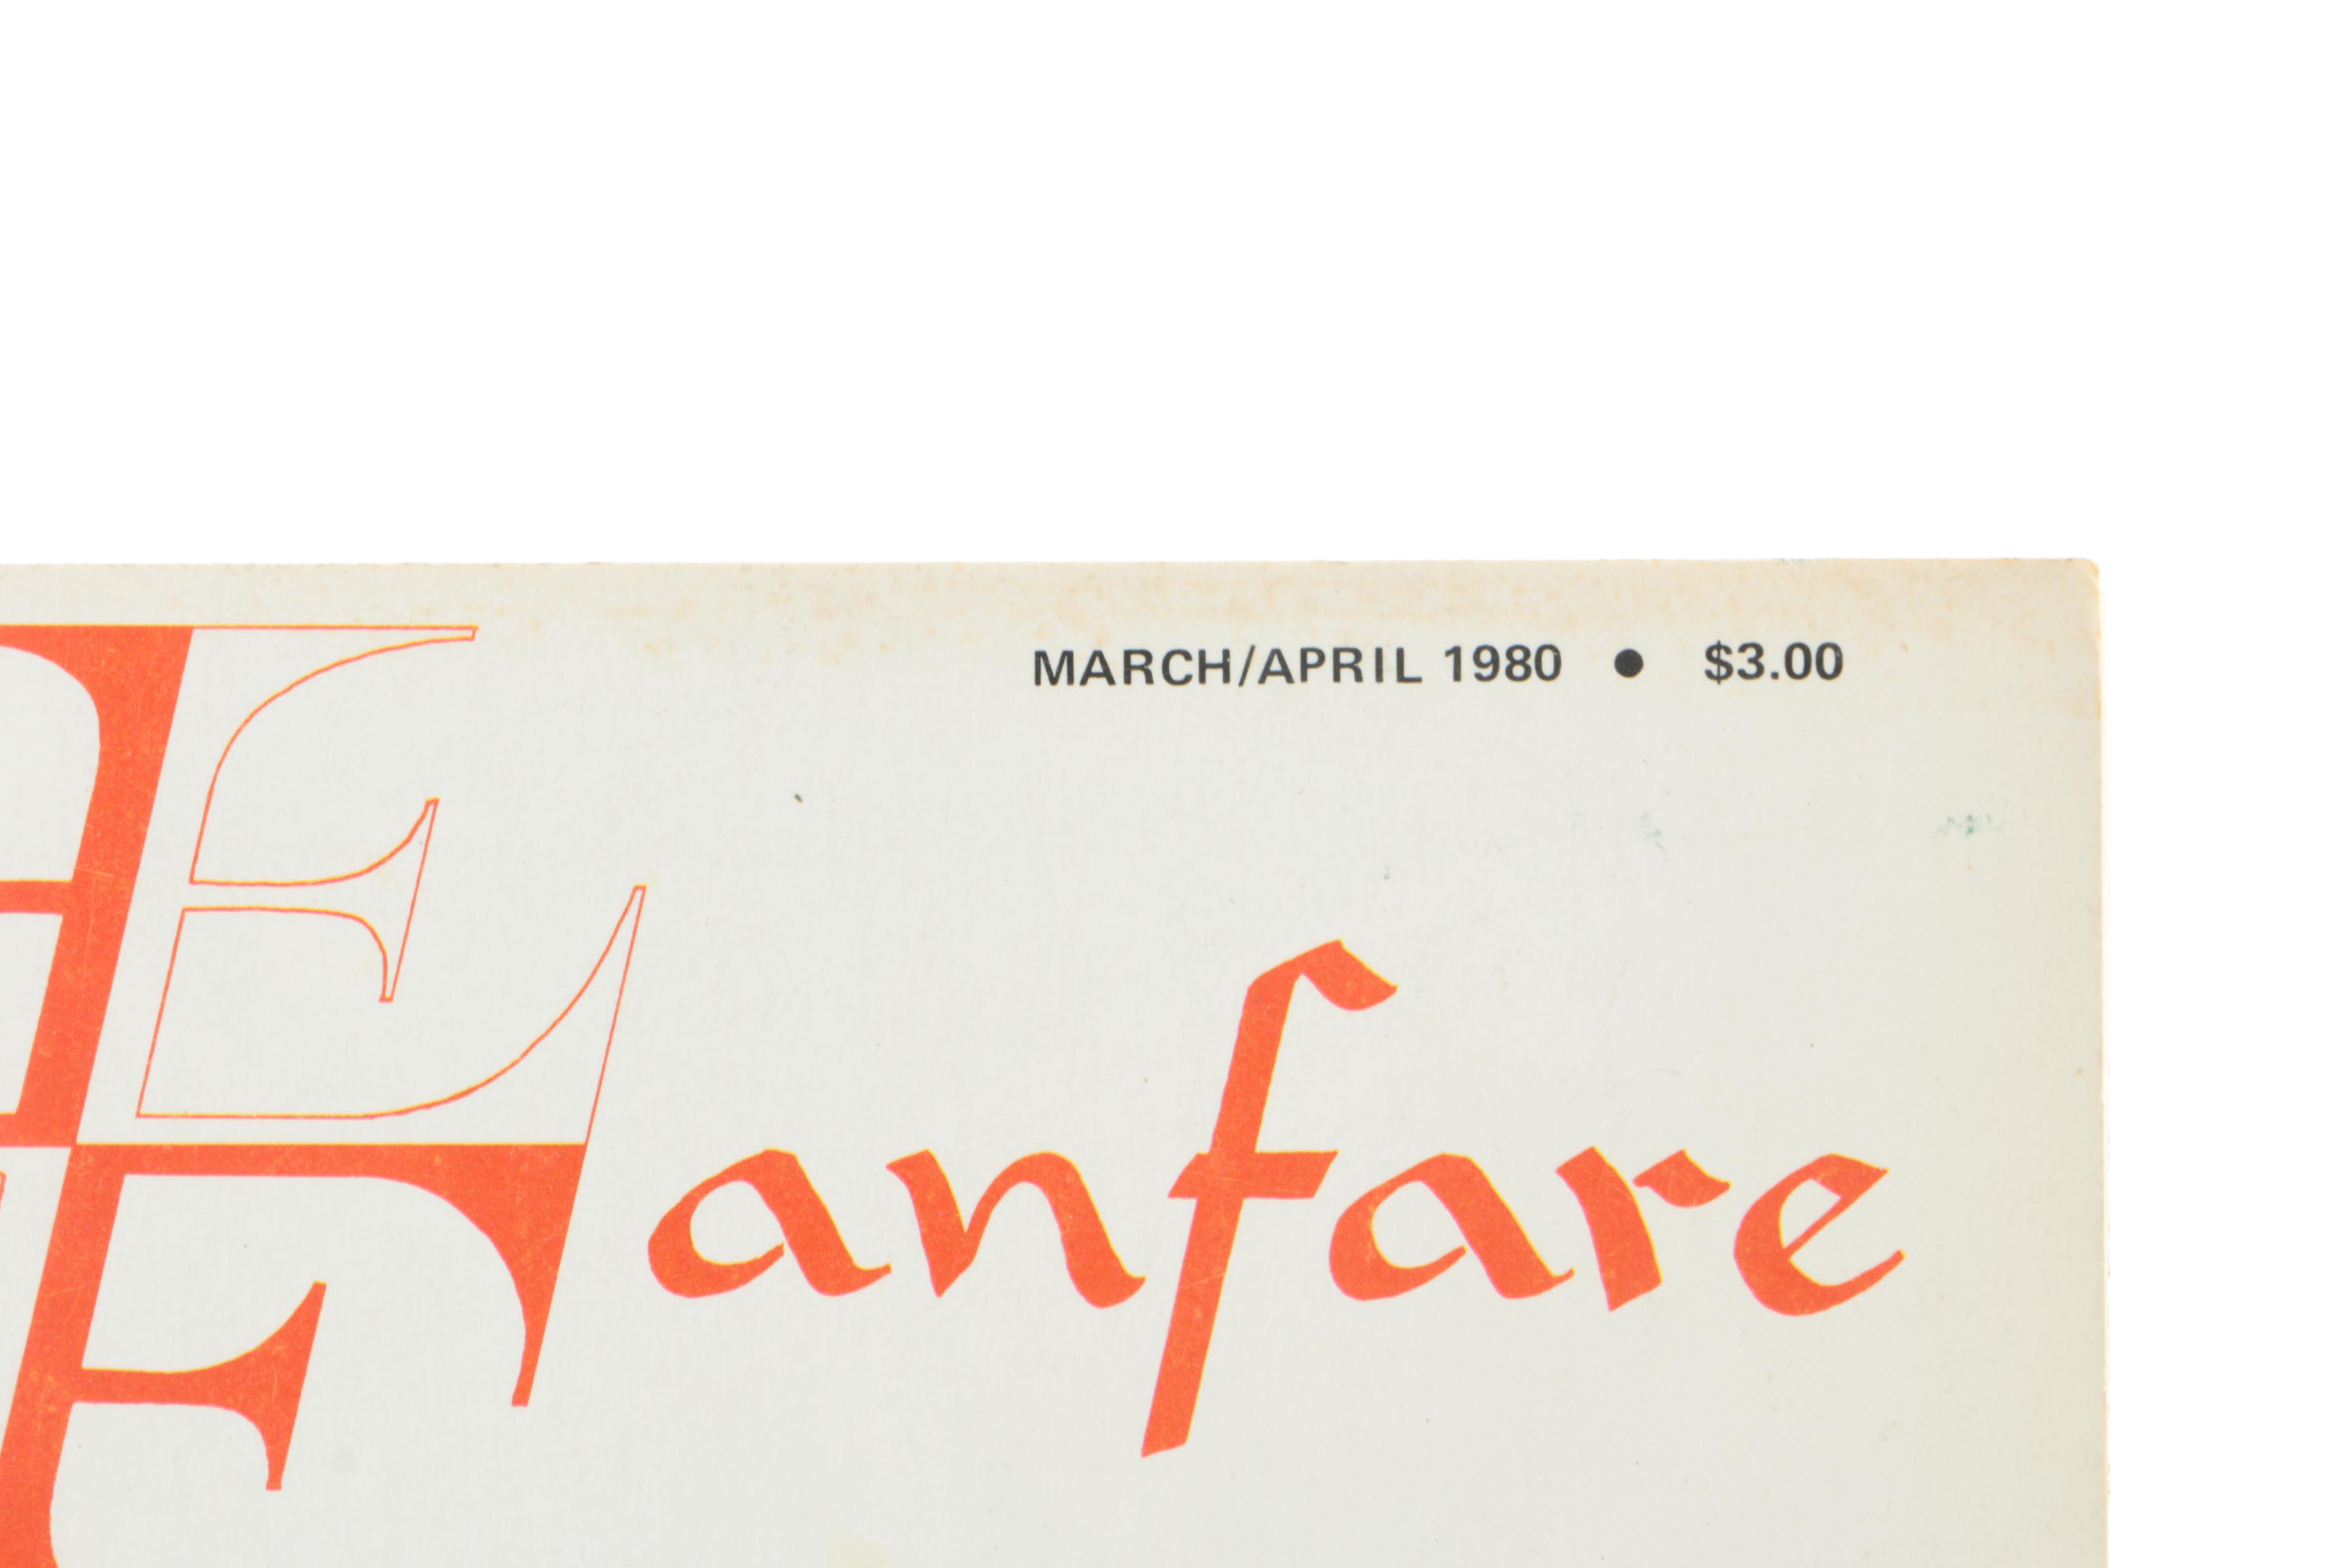 MARCH/APRIL 1980 ● $3.00
Fanfare